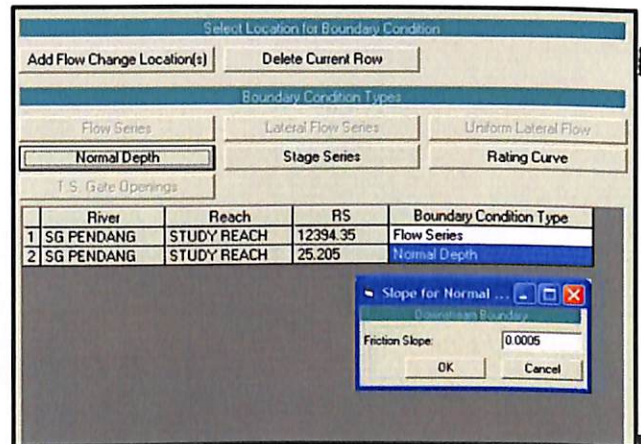 Select Location for Boundary Condition
Add Flow Change Location(s) Delete Current Row
Boundary Condition Types
Flow Series Lateral Flow Series Uniform Lateral Flow
Normal Depth Stage Series Rating Curve
T.S. Gate Openings
River Reach RS Boundary Condition Type
1 SG PENDANG STUDY REACH 12394.35 Flow Series
2 SG PENDANG STUDY REACH 25.205 Normal Depth
Slope for Normal ...
Downstream Boundary
Friction Slope: 0.0005
OK Cancel